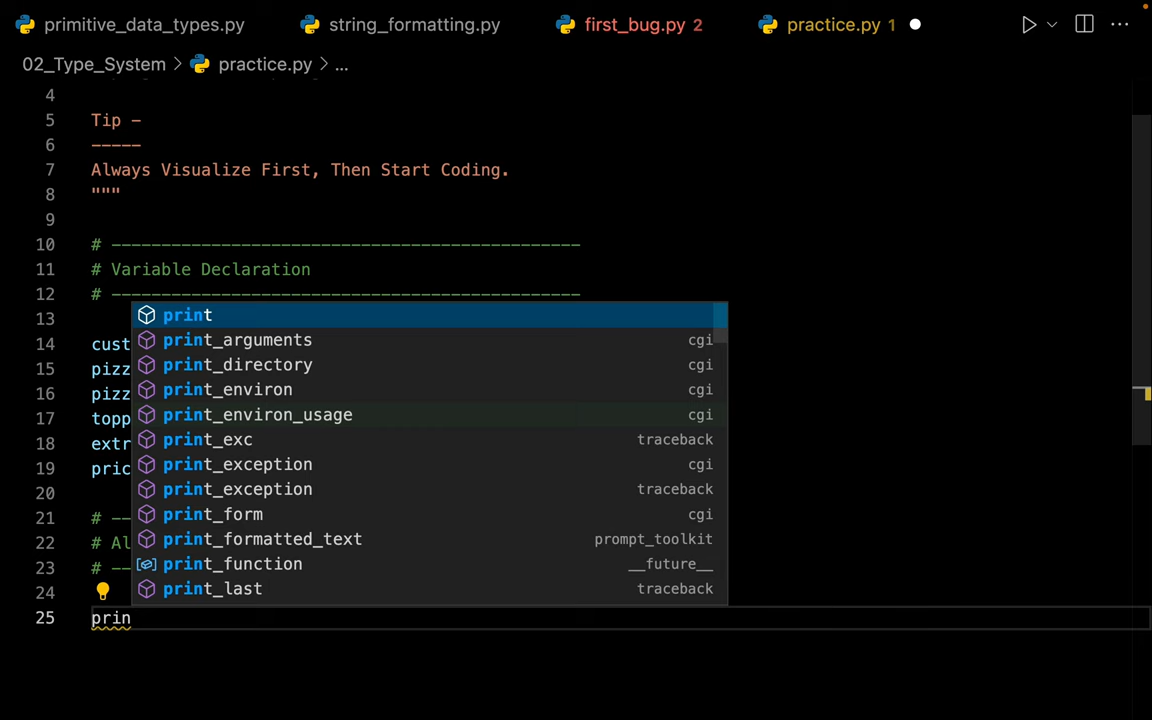 primitive_data_types.py string_formatting.py first_bug.py 2 practice.py 1
02_Type_System > practice.py > ...
4
5 Tip -
6 -----
7 Always Visualize First, Then Start Coding.
8 """
9
10 # -----------------------------------------------
11 # Variable Declaration
12 # -----------------------------------------------
13 print
print_arguments cgi
14 cust
print_directory cgi
15 pizz
print_environ cgi
16 pizz
print_environ_usage cgi
17 topp
print_exc traceback
18 extr
print_exception cgi
19 pric
print_exception traceback
20
print_form cgi
21 # --
print_formatted_text prompt_toolkit
22 # Al
print_function __future__
23 # --
print_last traceback
24
25 prin